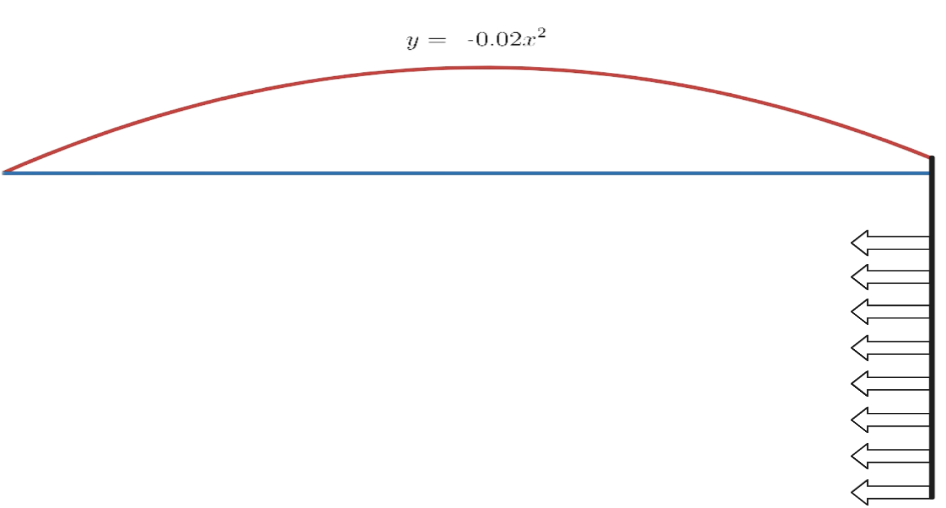 y = -0.02x²